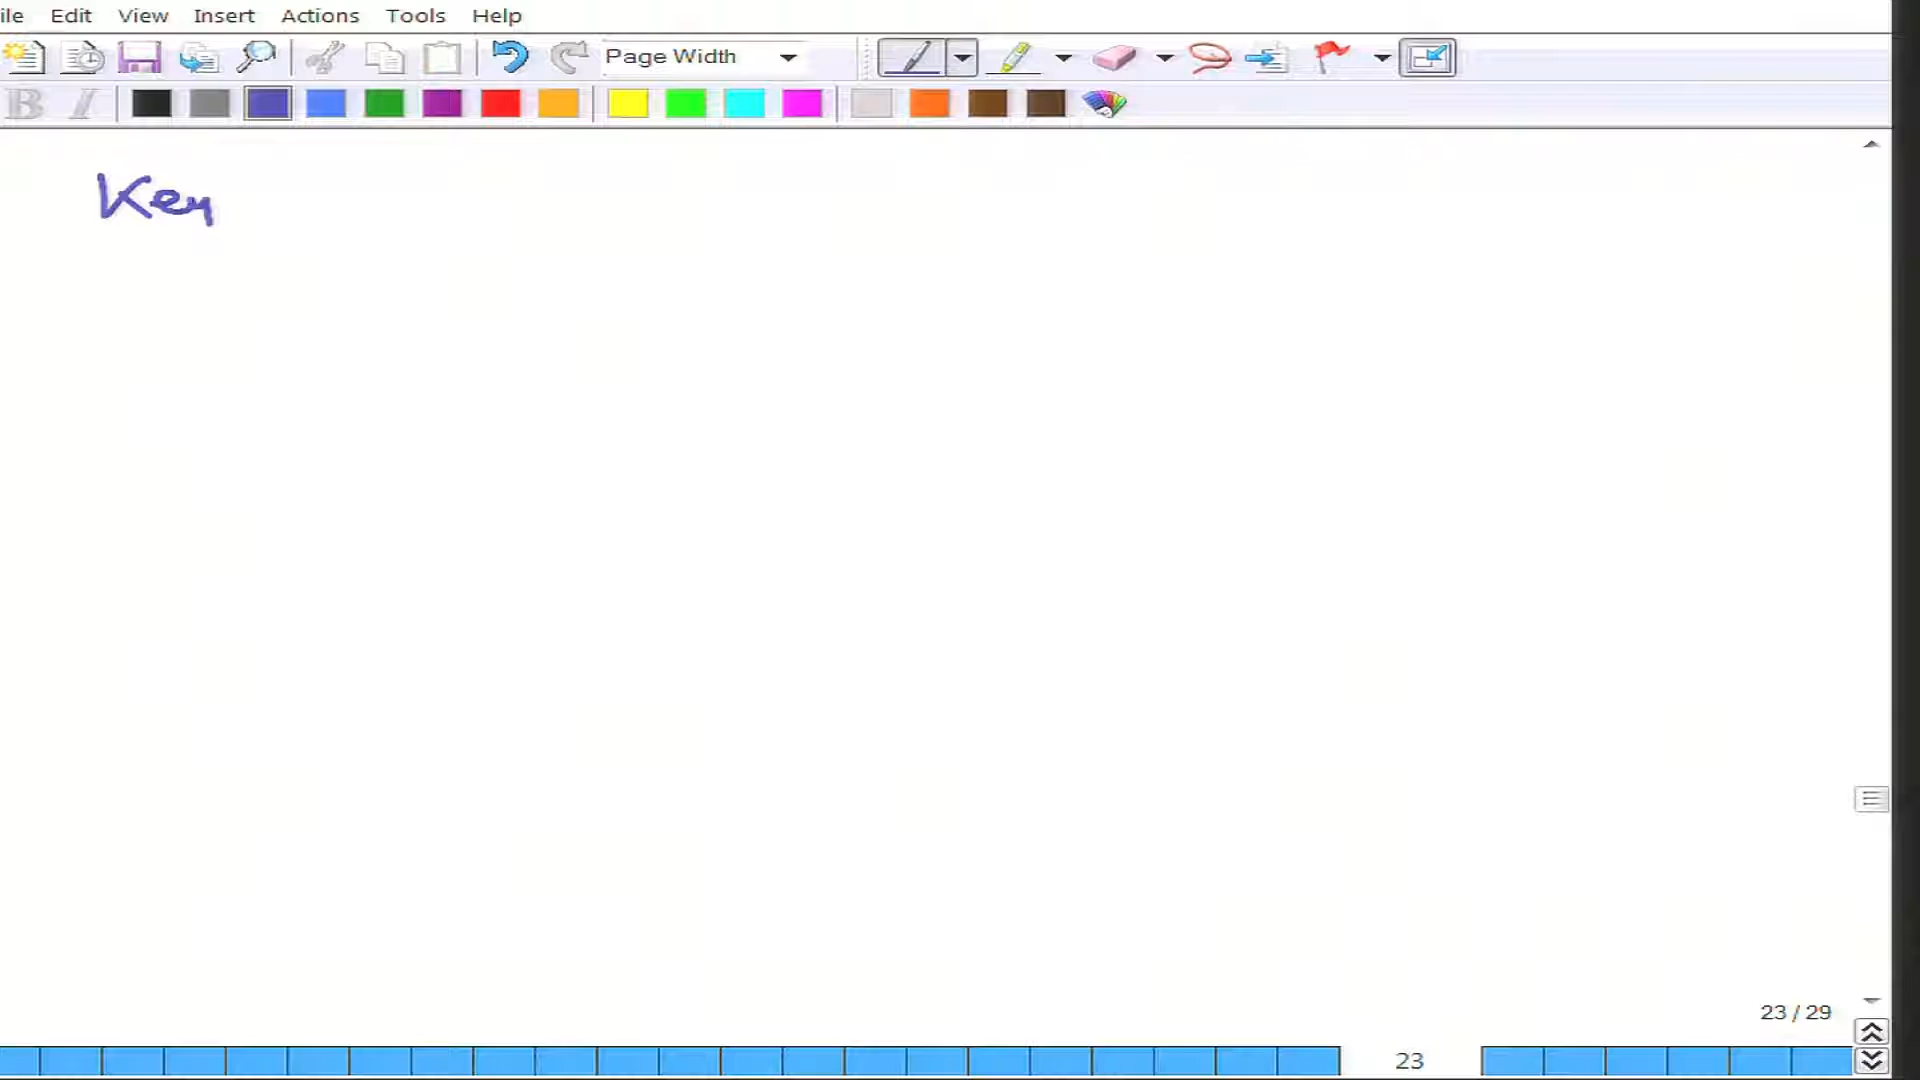 ile Edit View Insert Actions Tools Help
Page Width
B I
Key
23 / 29
23